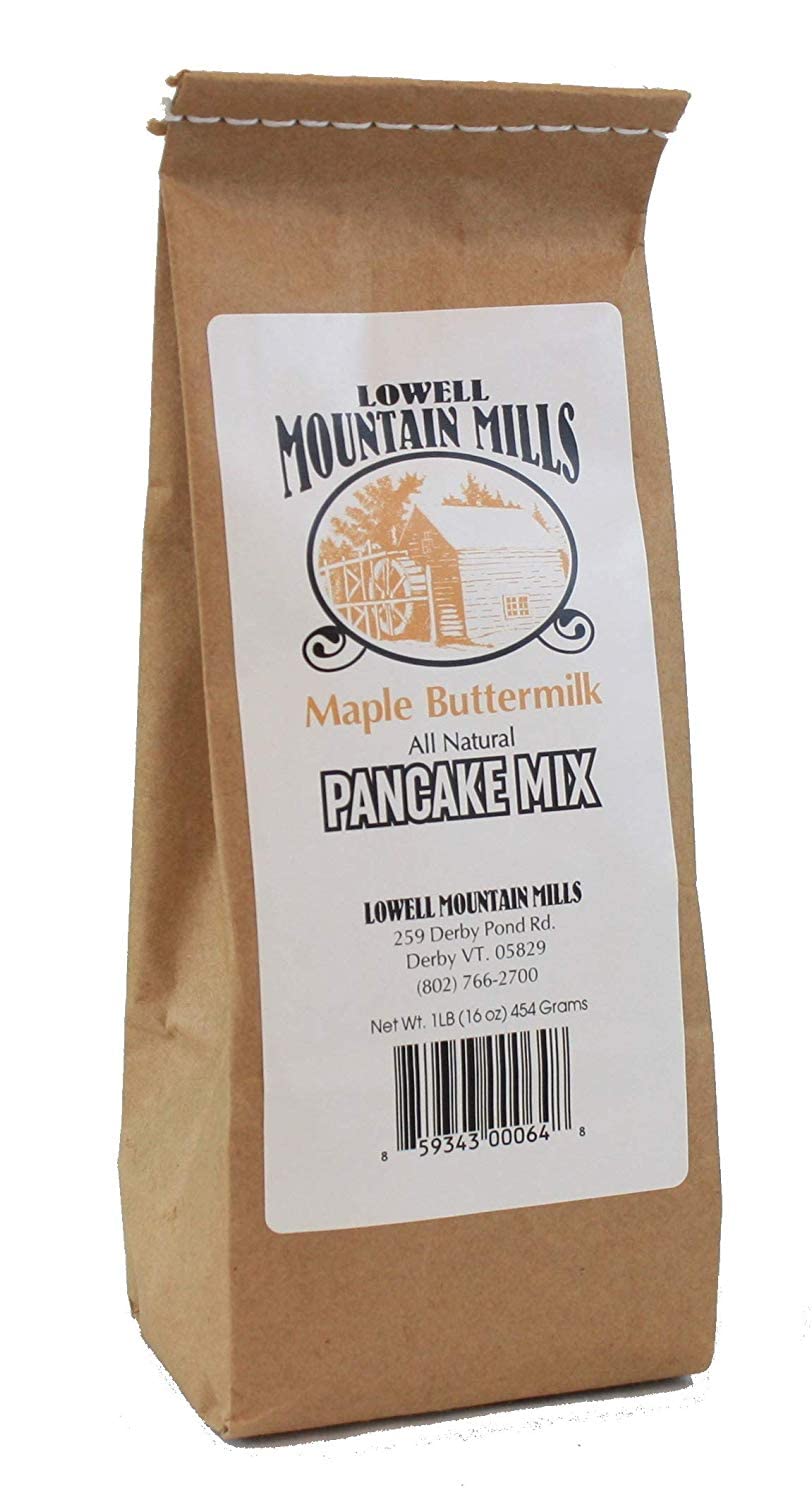 LOWELL
MOUNTAIN MILLS
Maple Buttermilk
All Natural
PANCAKE MIX
LOWELL MOUNTAIN MILLS
259 Derby Pond Rd.
Derby VT. 05829
(802) 766-2700
Net Wt. 1LB (16 oz) 454 Grams
8 59343 00064 8